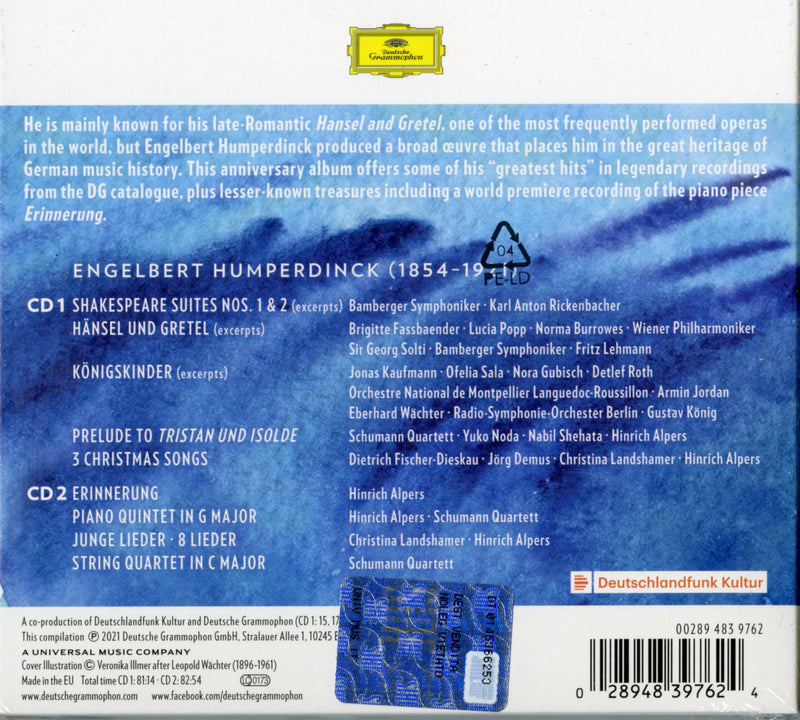 Deutsche
Grammophon
He is mainly known for his late-Romantic Hansel and Gretel, one of the most frequently performed operas
in the world, but Engelbert Humperdinck produced a broad œuvre that places him in the great heritage of
German music history. This anniversary album offers some of his “greatest hits” in legendary recordings
from the DG catalogue, plus lesser-known treasures including a world premiere recording of the piano piece
Erinnerung.
04
PE-LD
ENGELBERT HUMPERDINCK (1854–19
CD 1 SHAKESPEARE SUITES NOS. 1 & 2 (excerpts) Bamberger Symphoniker · Karl Anton Rickenbacher
HÄNSEL UND GRETEL (excerpts) Brigitte Fassbaender · Lucia Popp · Norma Burrowes · Wiener Philharmoniker
Sir Georg Solti · Bamberger Symphoniker · Fritz Lehmann
KÖNIGSKINDER (excerpts) Jonas Kaufmann · Ofelia Sala · Nora Gubisch · Detlef Roth
Orchestre National de Montpellier Languedoc-Roussillon · Armin Jordan
Eberhard Wächter · Radio-Symphonie-Orchester Berlin · Gustav König
PRELUDE TO TRISTAN UND ISOLDE Schumann Quartett · Yuko Noda · Nabil Shehata · Hinrich Alpers
3 CHRISTMAS SONGS Dietrich Fischer-Dieskau · Jörg Demus · Christina Landshamer · Hinrich Alpers
CD 2 ERINNERUNG Hinrich Alpers
PIANO QUINTET IN G MAJOR Hinrich Alpers · Schumann Quartett
JUNGE LIEDER · 8 LIEDER Christina Landshamer · Hinrich Alpers
STRING QUARTET IN C MAJOR Schumann Quartett
Deutschlandfunk Kultur
A co-production of Deutschlandfunk Kultur and Deutsche Grammophon (CD 1: 15, 17
This compilation ℗ 2021 Deutsche Grammophon GmbH, Stralauer Allee 1, 10245 B
A UNIVERSAL MUSIC COMPANY
Cover Illustration © Veronika Illmer after Leopold Wächter (1896-1961)
Made in the EU Total time CD 1: 81:14 · CD 2: 82:54 LC 0173
www.deutschegrammophon.com www.facebook.com/deutschegrammophon
DEST. VENDITA
00289 483 9762
0 28948 39762 4